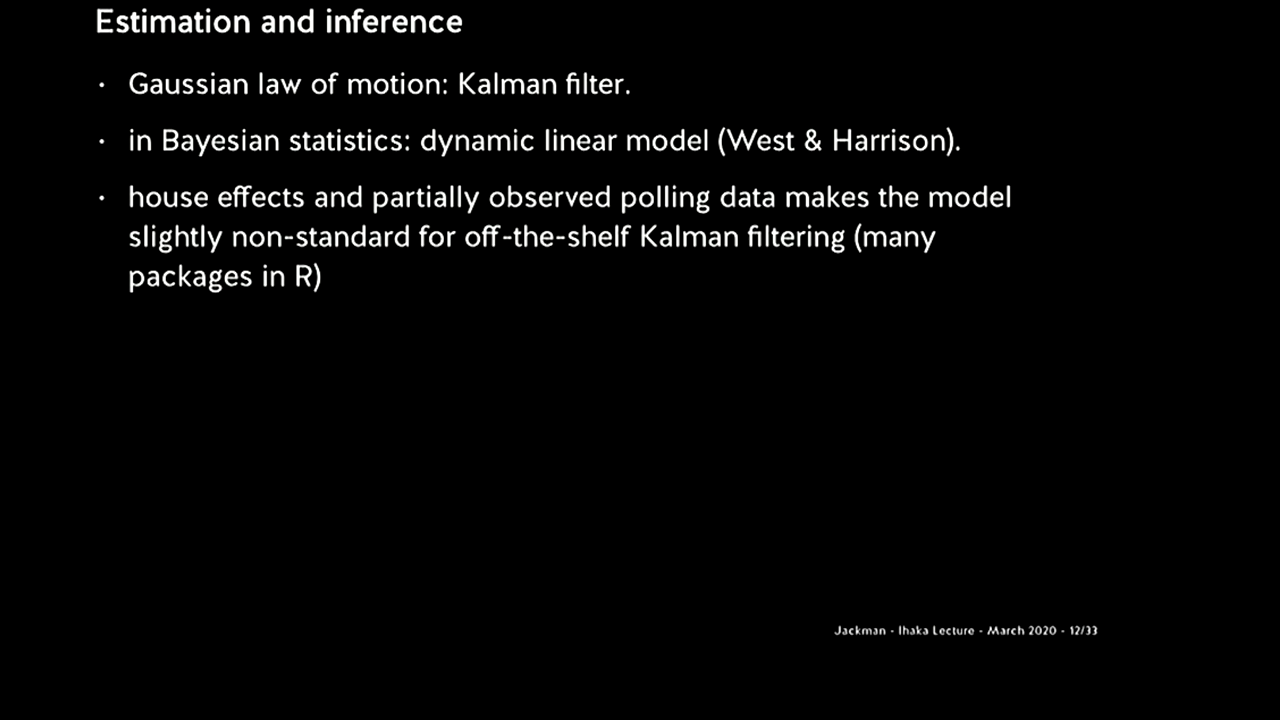 Estimation and inference
· Gaussian law of motion: Kalman filter.
· in Bayesian statistics: dynamic linear model (West & Harrison).
· house effects and partially observed polling data makes the model
slightly non-standard for off-the-shelf Kalman filtering (many
packages in R)
Jackman - Ihaka Lecture - March 2020 - 12/33